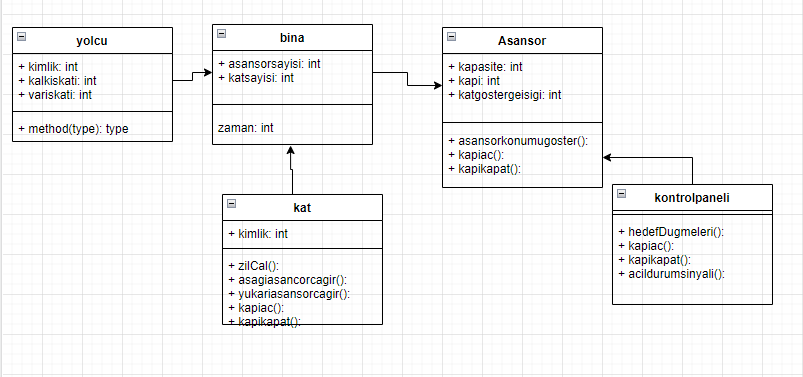 yolcu
+ kimlik: int
+ kalkiskati: int
+ variskati: int
+ method(type): type
bina
+ asansorsayisi: int
+ katsayisi: int
zaman: int
Asansor
+ kapasite: int
+ kapi: int
+ katgostergeisigi: int
+ asansorkonumugoster():
+ kapiac():
+ kapikapat():
kat
+ kimlik: int
+ zilCal():
+ asagiasancorcagir():
+ yukariasansorcagir():
+ kapiac():
+ kapikapat():
kontrolpaneli
+ hedefDugmeleri():
+ kapiac():
+ kapikapat():
+ acildurumsinyali():